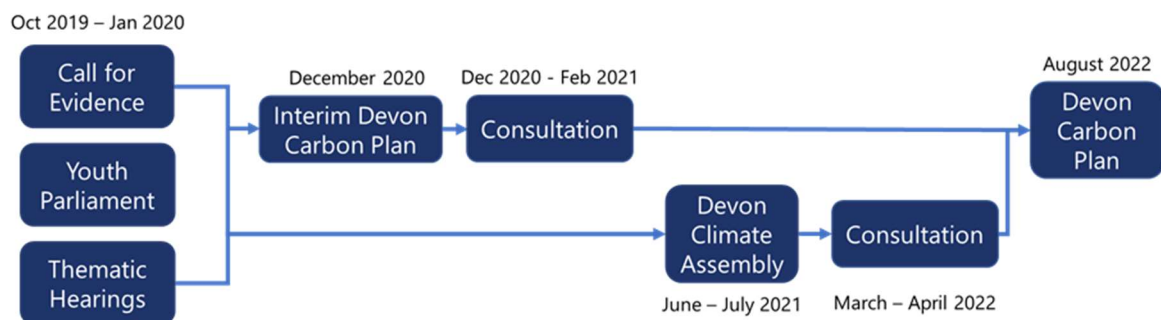 Oct 2019 – Jan 2020
Call for
Evidence
Youth
Parliament
Thematic
Hearings
December 2020
Interim Devon
Carbon Plan
Dec 2020 - Feb 2021
Consultation
Devon
Climate
Assembly
June – July 2021
Consultation
March – April 2022
August 2022
Devon
Carbon
Plan